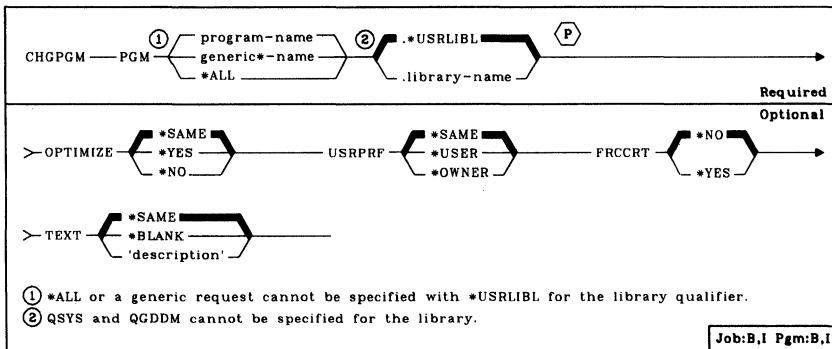 ① program-name ② .*USRLIBL P
CHGPGM PGM generic*-name
*ALL .library-name
Required
Optional
*SAME *SAME *NO
OPTIMIZE *YES USRPRF *USER FRCCRT
*NO *OWNER *YES
*SAME
TEXT *BLANK
'description'
① *ALL or a generic request cannot be specified with *USRLIBL for the library qualifier.
② QSYS and QGDDM cannot be specified for the library.
Job:B,I Pgm:B,I